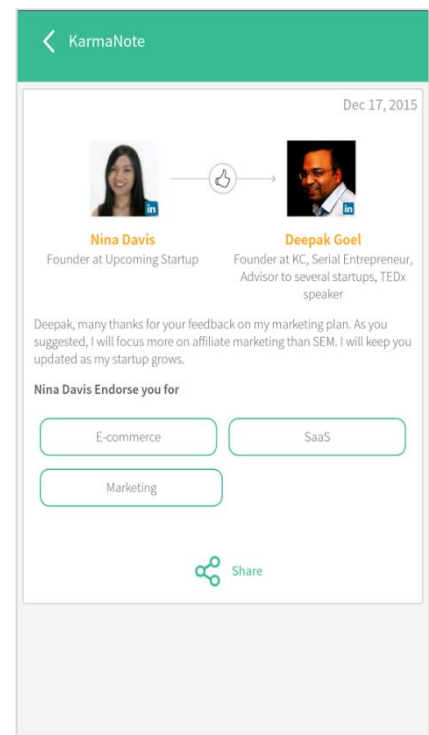 KarmaNote
Dec 17, 2015
in
in
Nina Davis
Founder at Upcoming Startup
Deepak Goel
Founder at KC, Serial Entrepreneur,
Advisor to several startups, TEDx
speaker
Deepak, many thanks for your feedback on my marketing plan. As you
suggested, I will focus more on affiliate marketing than SEM. I will keep you
updated as my startup grows.
Nina Davis Endorse you for
E-commerce
SaaS
Marketing
Share